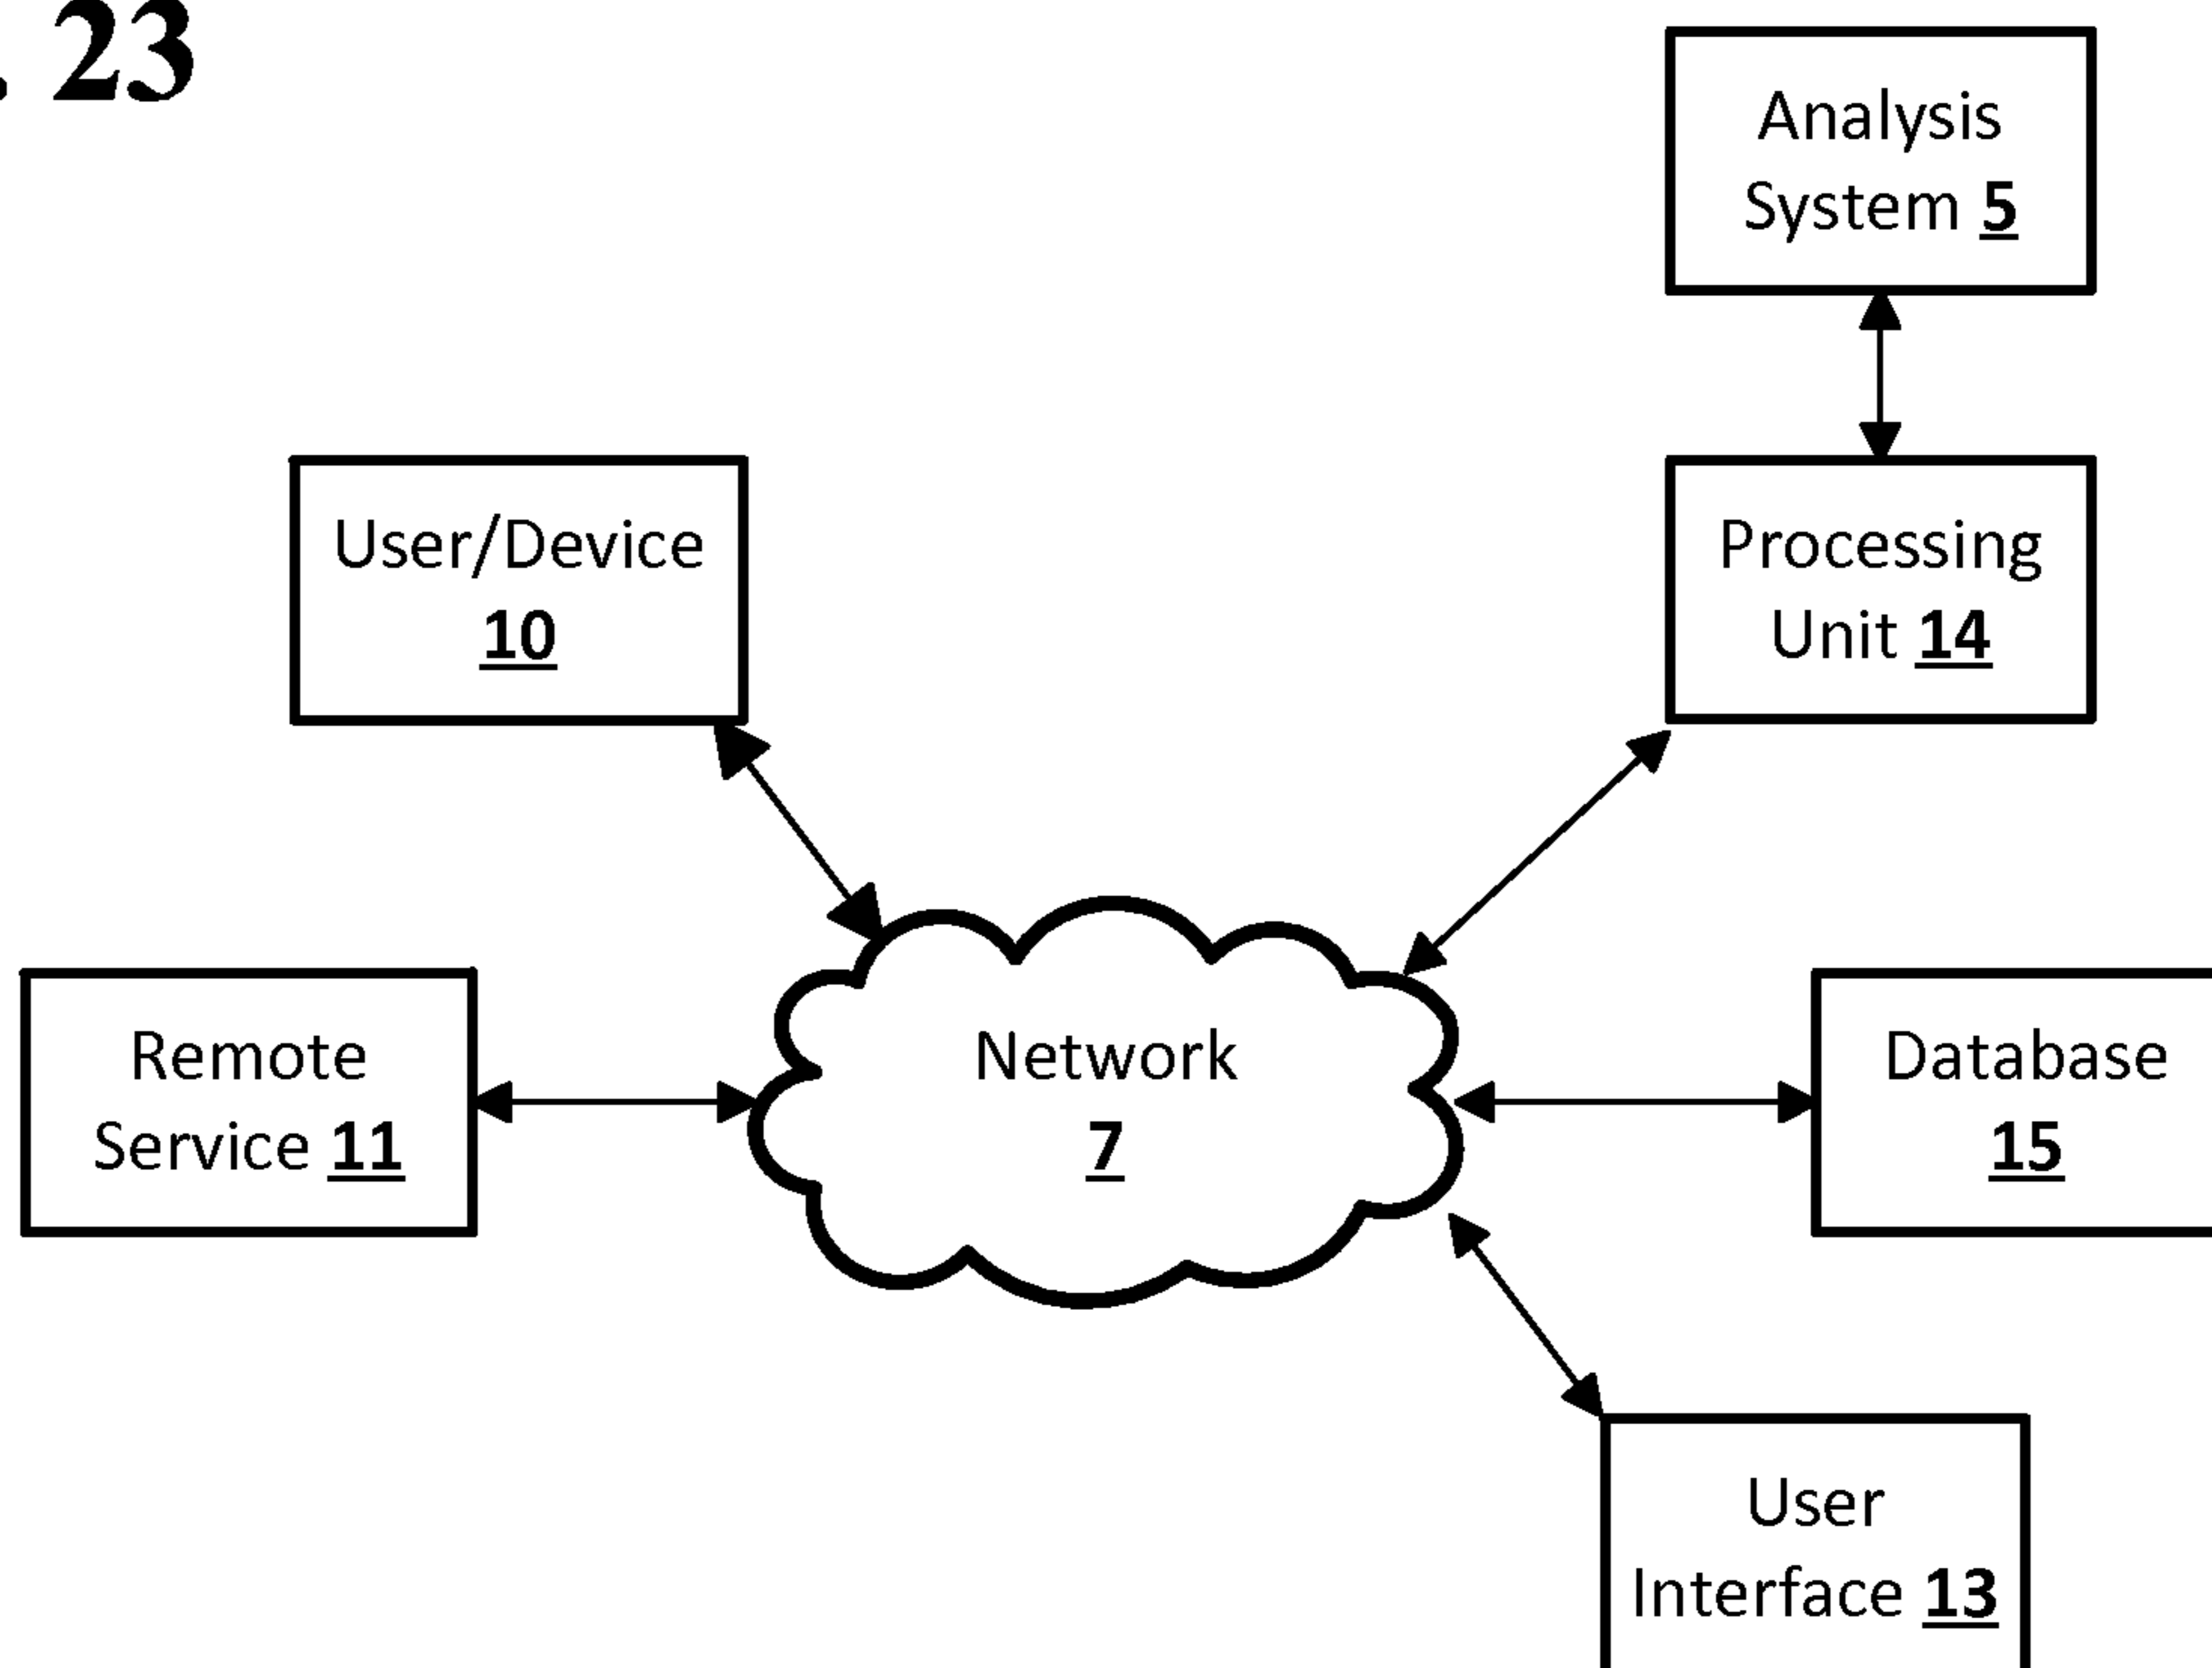 . 23
Analysis
System 5
User/Device
10
Processing
Unit 14
Remote
Service 11
Network
7
Database
15
User
Interface 13